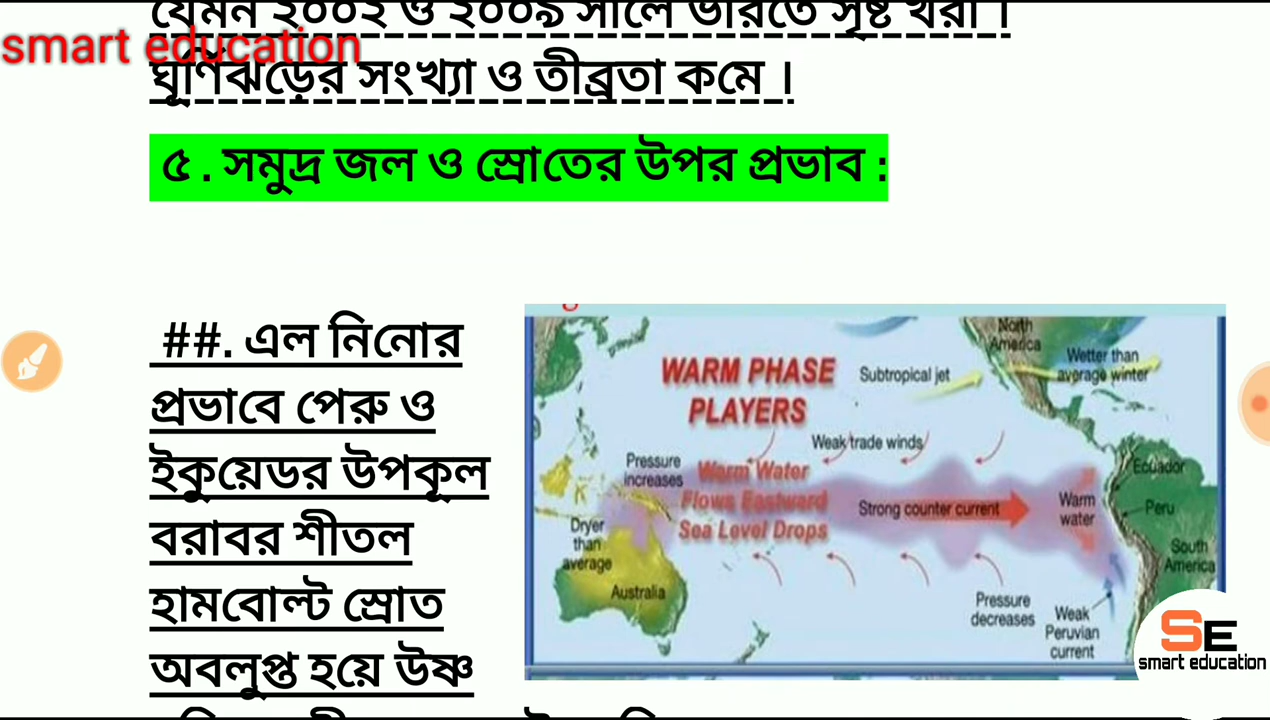 যেমন ২০০২ ও ২০০৯ সালে ভারতে সৃষ্ট খরা ।
smart education
ঘূর্ণিঝড়ের সংখ্যা ও তীব্রতা কমে ।
৫ . সমুদ্র জল ও স্রোতের উপর প্রভাব :
##. এল নিনোর
প্রভাবে পেরু ও
ইকুয়েডর উপকূল
বরাবর শীতল
হামবোল্ট স্রোত
অবলুপ্ত হয়ে উষ্ণ
North
America
WARM PHASE
PLAYERS
Subtropical jet
Wetter than
average winter
Weak trade winds
Pressure
increases
Warm Water
Flows Eastward
Sea Level Drops
Strong counter current
Warm
water
Ecuador
Peru
South
America
Dryer
than
average
Australia
Pressure
decreases
Weak
Peruvian
current
SE
smart education